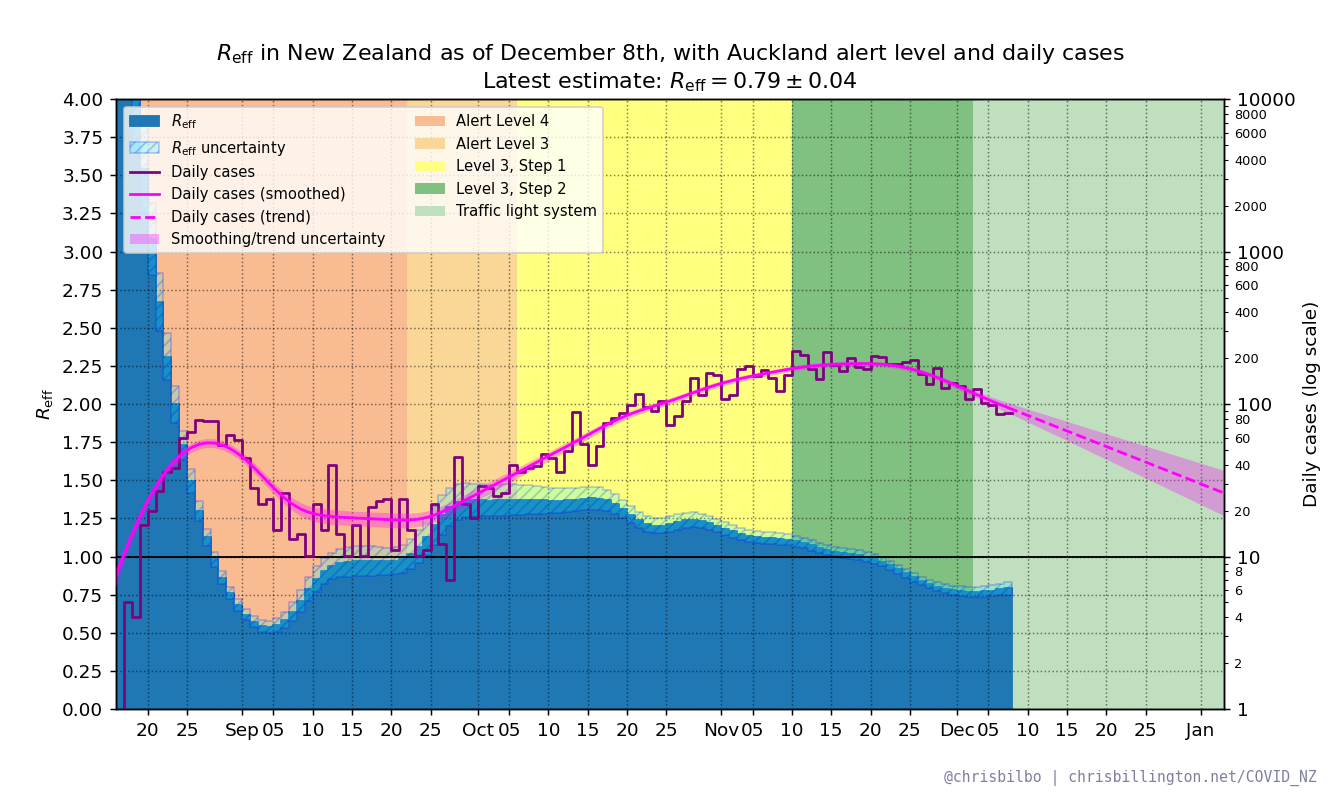 R_eff in New Zealand as of December 8th, with Auckland alert level and daily cases
Latest estimate: R_eff = 0.79 ± 0.04
R_eff
R_eff uncertainty
Daily cases
Daily cases (smoothed)
Daily cases (trend)
Smoothing/trend uncertainty
Alert Level 4
Alert Level 3
Level 3, Step 1
Level 3, Step 2
Traffic light system
R_eff
4.00
3.75
3.50
3.25
3.00
2.75
2.50
2.25
2.00
1.75
1.50
1.25
1.00
0.75
0.50
0.25
0.00
10000
8000
6000
4000
2000
1000
800
600
400
200
100
80
60
40
20
10
8
6
4
2
1
Daily cases (log scale)
20 25 Sep 05 10 15 20 25 Oct 05 10 15 20 25 Nov 05 10 15 20 25 Dec 05 10 15 20 25 Jan
@chrisbilbo | chrisbillington.net/COVID_NZ